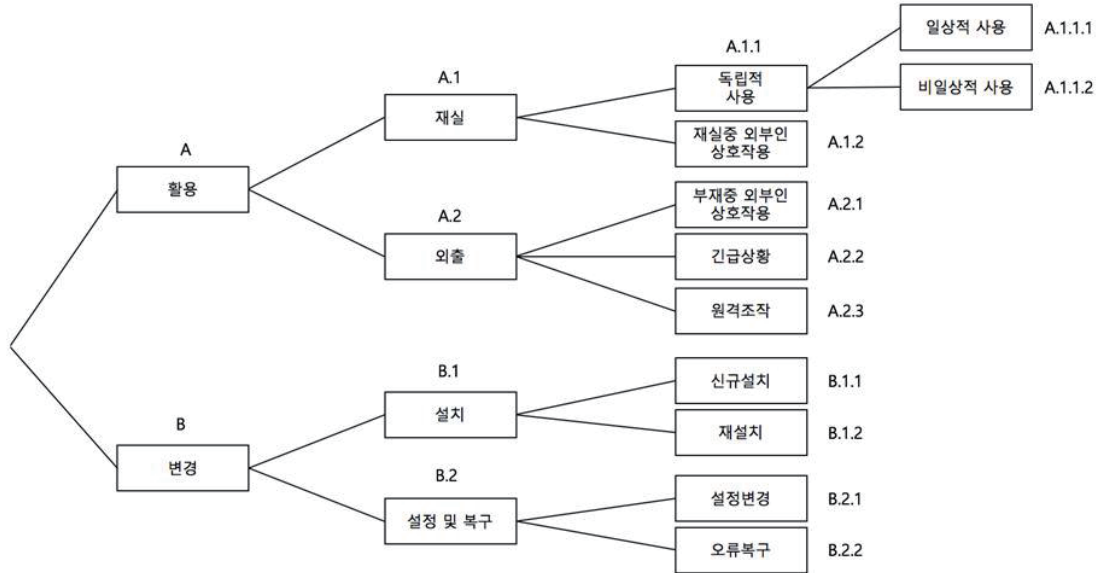 일상적 사용 A.1.1.1
A.1.1
독립적
사용
비일상적 사용 A.1.1.2
A.1
재실
재실중 외부인
상호작용
A.1.2
A
활용
부재중 외부인
상호작용
A.2.1
A.2
외출
긴급상황 A.2.2
원격조작 A.2.3
B.1
설치
신규설치 B.1.1
재설치 B.1.2
B
변경
B.2
설정 및 복구
설정변경 B.2.1
오류복구 B.2.2